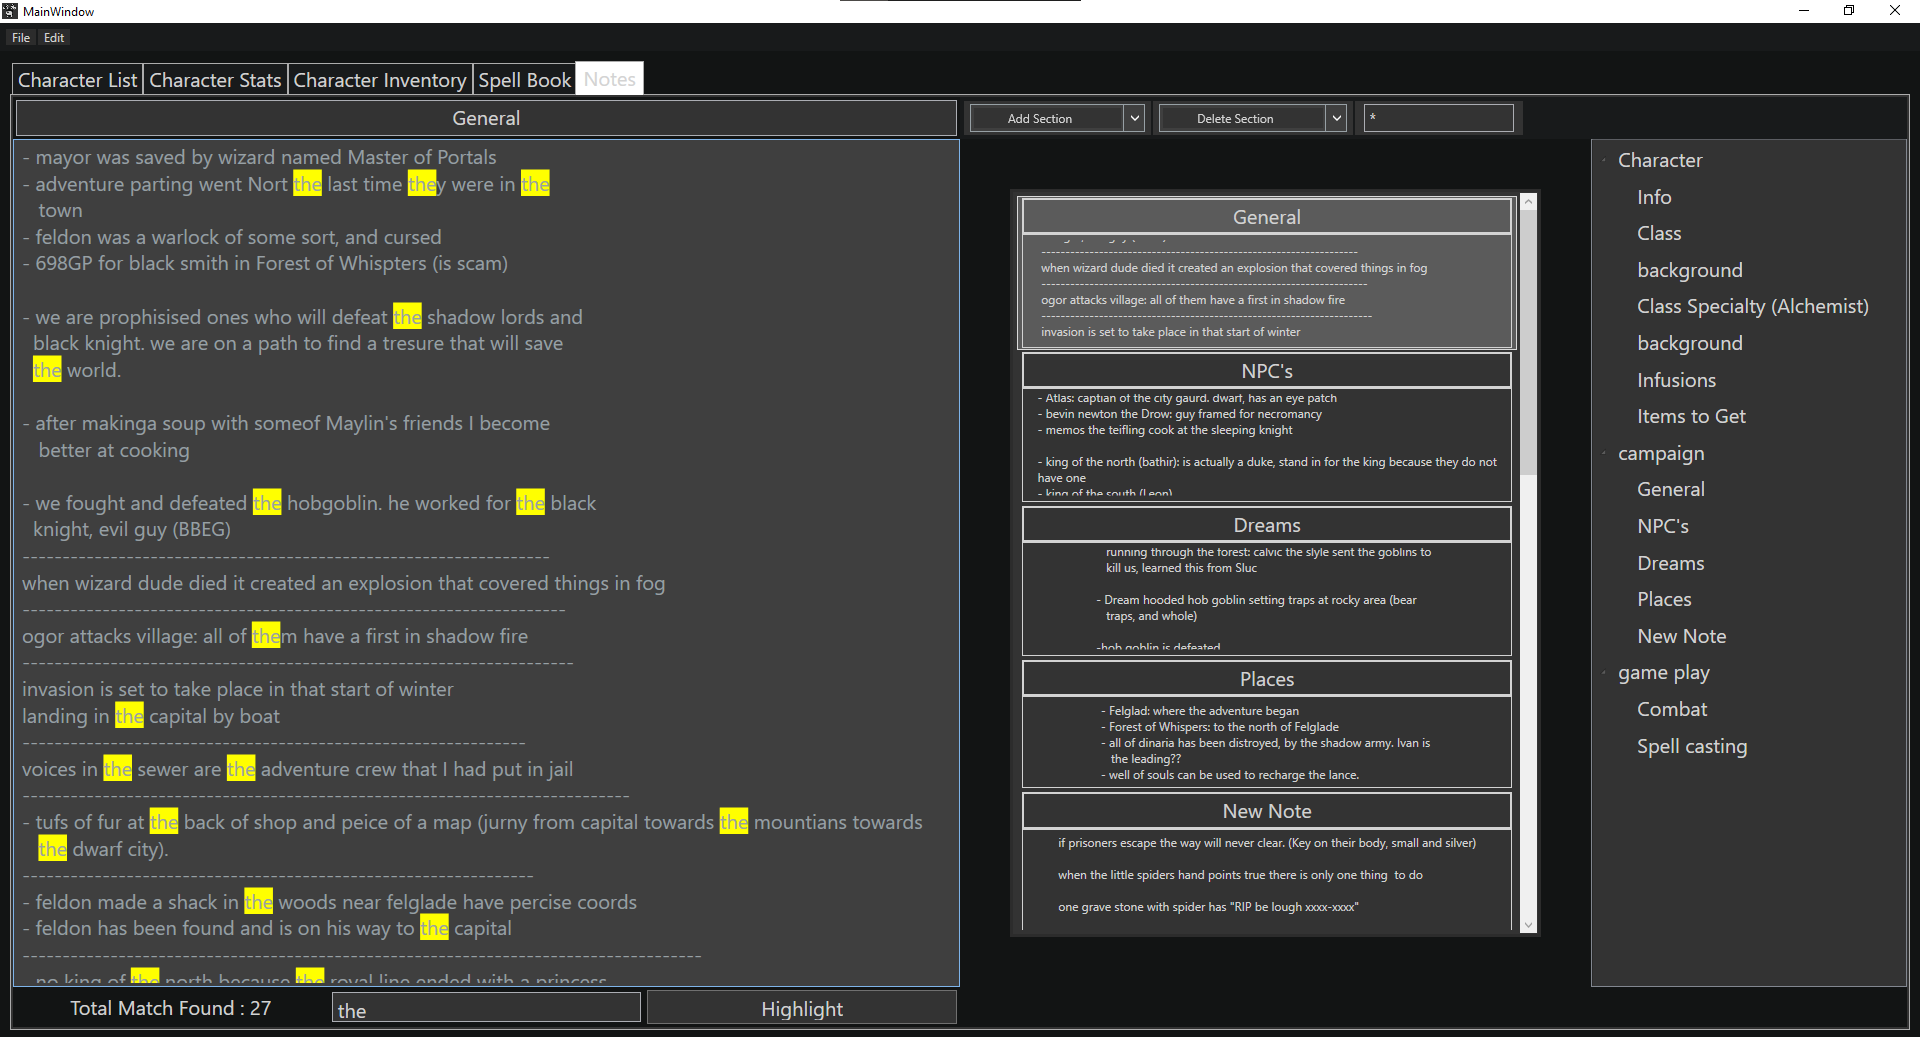 MainWindow
File Edit
Character List Character Stats Character Inventory Spell Book Notes
General
- mayor was saved by wizard named Master of Portals
- adventure parting went Nort the last time they were in the
town
- feldon was a warlock of some sort, and cursed
- 698GP for black smith in Forest of Whispters (is scam)
- we are prophisised ones who will defeat the shadow lords and
black knight. we are on a path to find a tresure that will save
the world.
- after makinga soup with someof Maylin's friends I become
better at cooking
- we fought and defeated the hobgoblin. he worked for the black
knight, evil guy (BBEG)
------------------------------------------------------------------
when wizard dude died it created an explosion that covered things in fog
--------------------------------------------------------------------
ogor attacks village: all of them have a first in shadow fire
---------------------------------------------------------------------
invasion is set to take place in that start of winter
landing in the capital by boat
---------------------------------------------------------------
voices in the sewer are the adventure crew that I had put in jail
----------------------------------------------------------------------------
- tufs of fur at the back of shop and peice of a map (jurny from capital towards the mountians towards
the dwarf city).
----------------------------------------------------------------
- feldon made a shack in the woods near felglade have percise coords
- feldon has been found and is on his way to the capital
-------------------------------------------------------------------------------------
- no king of the north because the royal line ended with a princess
Total Match Found : 27
the
Highlight
Add Section
Delete Section
*
General
------------------------------------------------------------------
when wizard dude died it created an explosion that covered things in fog
--------------------------------------------------------------------
ogor attacks village: all of them have a first in shadow fire
---------------------------------------------------------------------
invasion is set to take place in that start of winter
NPC's
- Atlas: captian of the city gaurd. dwarf, has an eye patch
- bevin newton the Drow: guy framed for necromancy
- memos the teifling cook at the sleeping knight
- king of the north (bathir): is actually a duke, stand in for the king because they do not
have one
- king of the south (Leon)
Dreams
running through the forest: calvic the slyle sent the goblins to
kill us, learned this from Sluc
- Dream hooded hob goblin setting traps at rocky area (bear
traps, and whole)
-hob goblin is defeated
Places
- Felglad: where the adventure began
- Forest of Whispers: to the north of Felglade
- all of dinaria has been distroyed, by the shadow army. Ivan is
the leading??
- well of souls can be used to recharge the lance.
New Note
if prisoners escape the way will never clear. (Key on their body, small and silver)
when the little spiders hand points true there is only one thing to do
one grave stone with spider has "RIP be lough xxxx-xxxx"
Character
Info
Class
background
Class Specialty (Alchemist)
background
Infusions
Items to Get
campaign
General
NPC's
Dreams
Places
New Note
game play
Combat
Spell casting